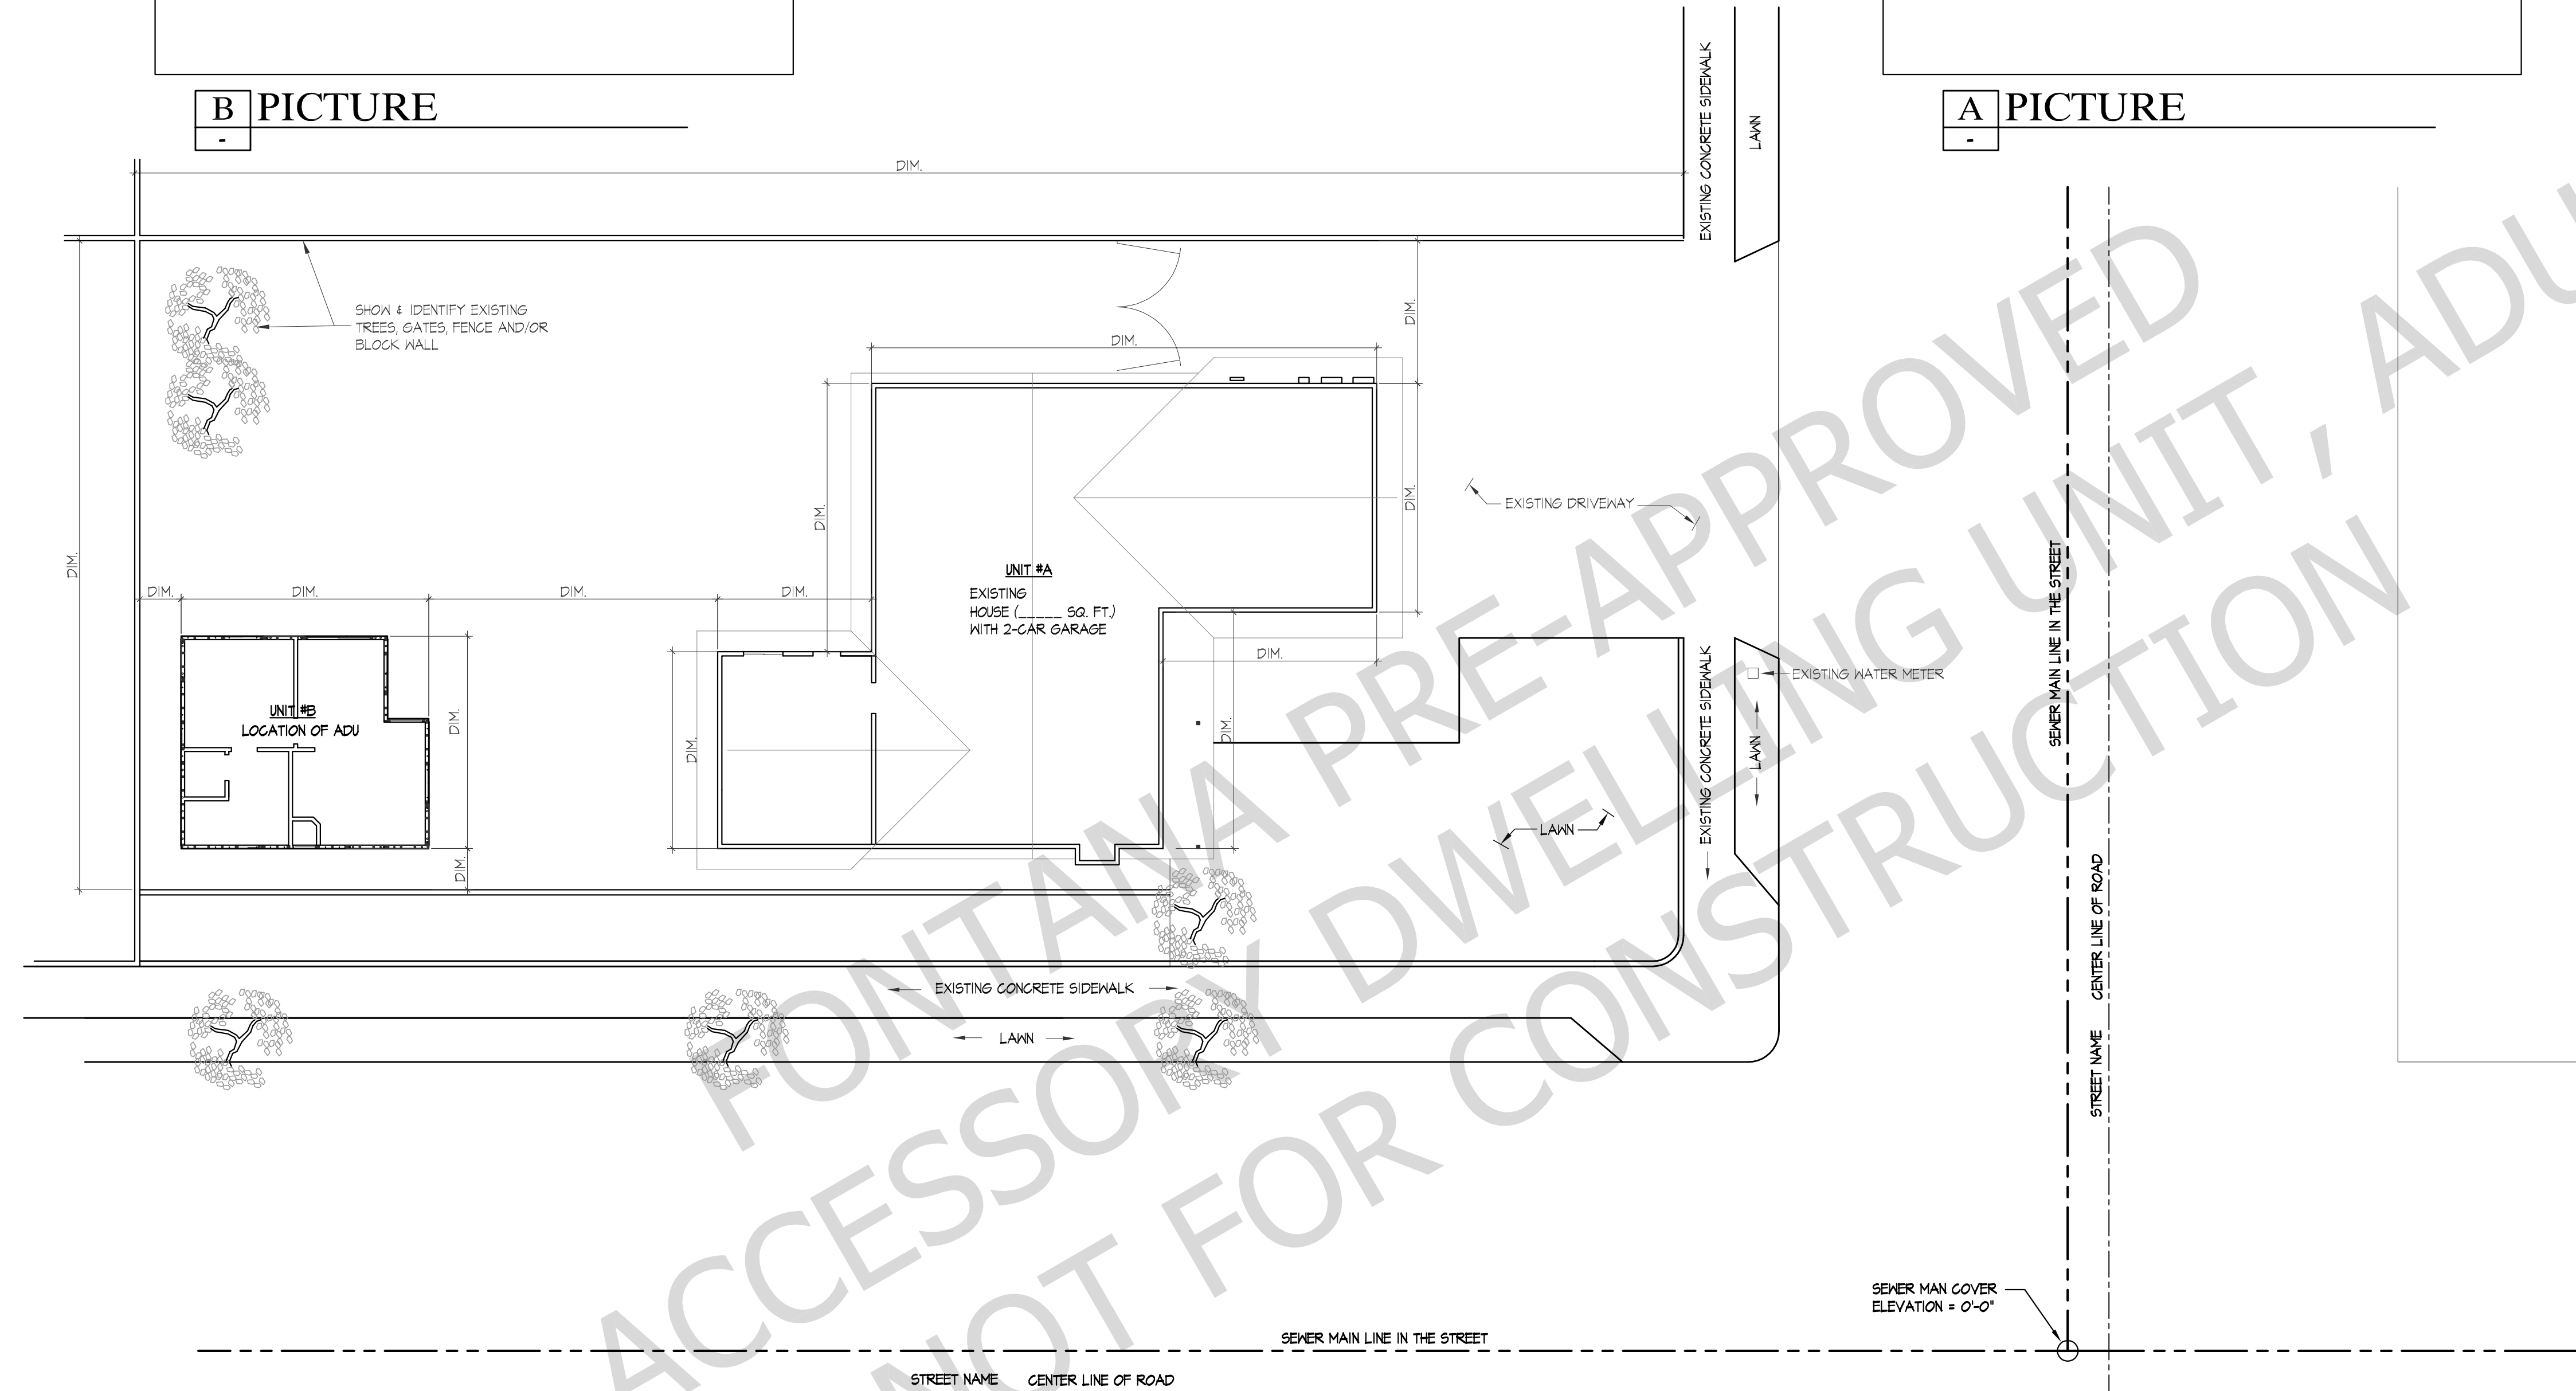 B PICTURE
-
A PICTURE
-
EXISTING CONCRETE SIDEWALK
LAWN
DIM.
SHOW & IDENTIFY EXISTING
TREES, GATES, FENCE AND/OR
BLOCK WALL
DIM.
DIM.
DIM.
DIM.
EXISTING DRIVEWAY
DIM.
DIM.
DIM.
DIM.
DIM.
UNIT #A
EXISTING
HOUSE (_____ SQ. FT.)
WITH 2-CAR GARAGE
DIM.
DIM.
UNIT #B
LOCATION OF ADU
DIM.
DIM.
DIM.
DIM.
EXISTING CONCRETE SIDEWALK
EXISTING WATER METER
LAWN
LAWN
SEWER MAIN LINE IN THE STREET
STREET NAME CENTER LINE OF ROAD
EXISTING CONCRETE SIDEWALK
LAWN
SEWER MAN COVER
ELEVATION = 0'-0"
SEWER MAIN LINE IN THE STREET
STREET NAME CENTER LINE OF ROAD
FONTANA PRE-APPROVED
ACCESSORY DWELLING UNIT, ADU
NOT FOR CONSTRUCTION